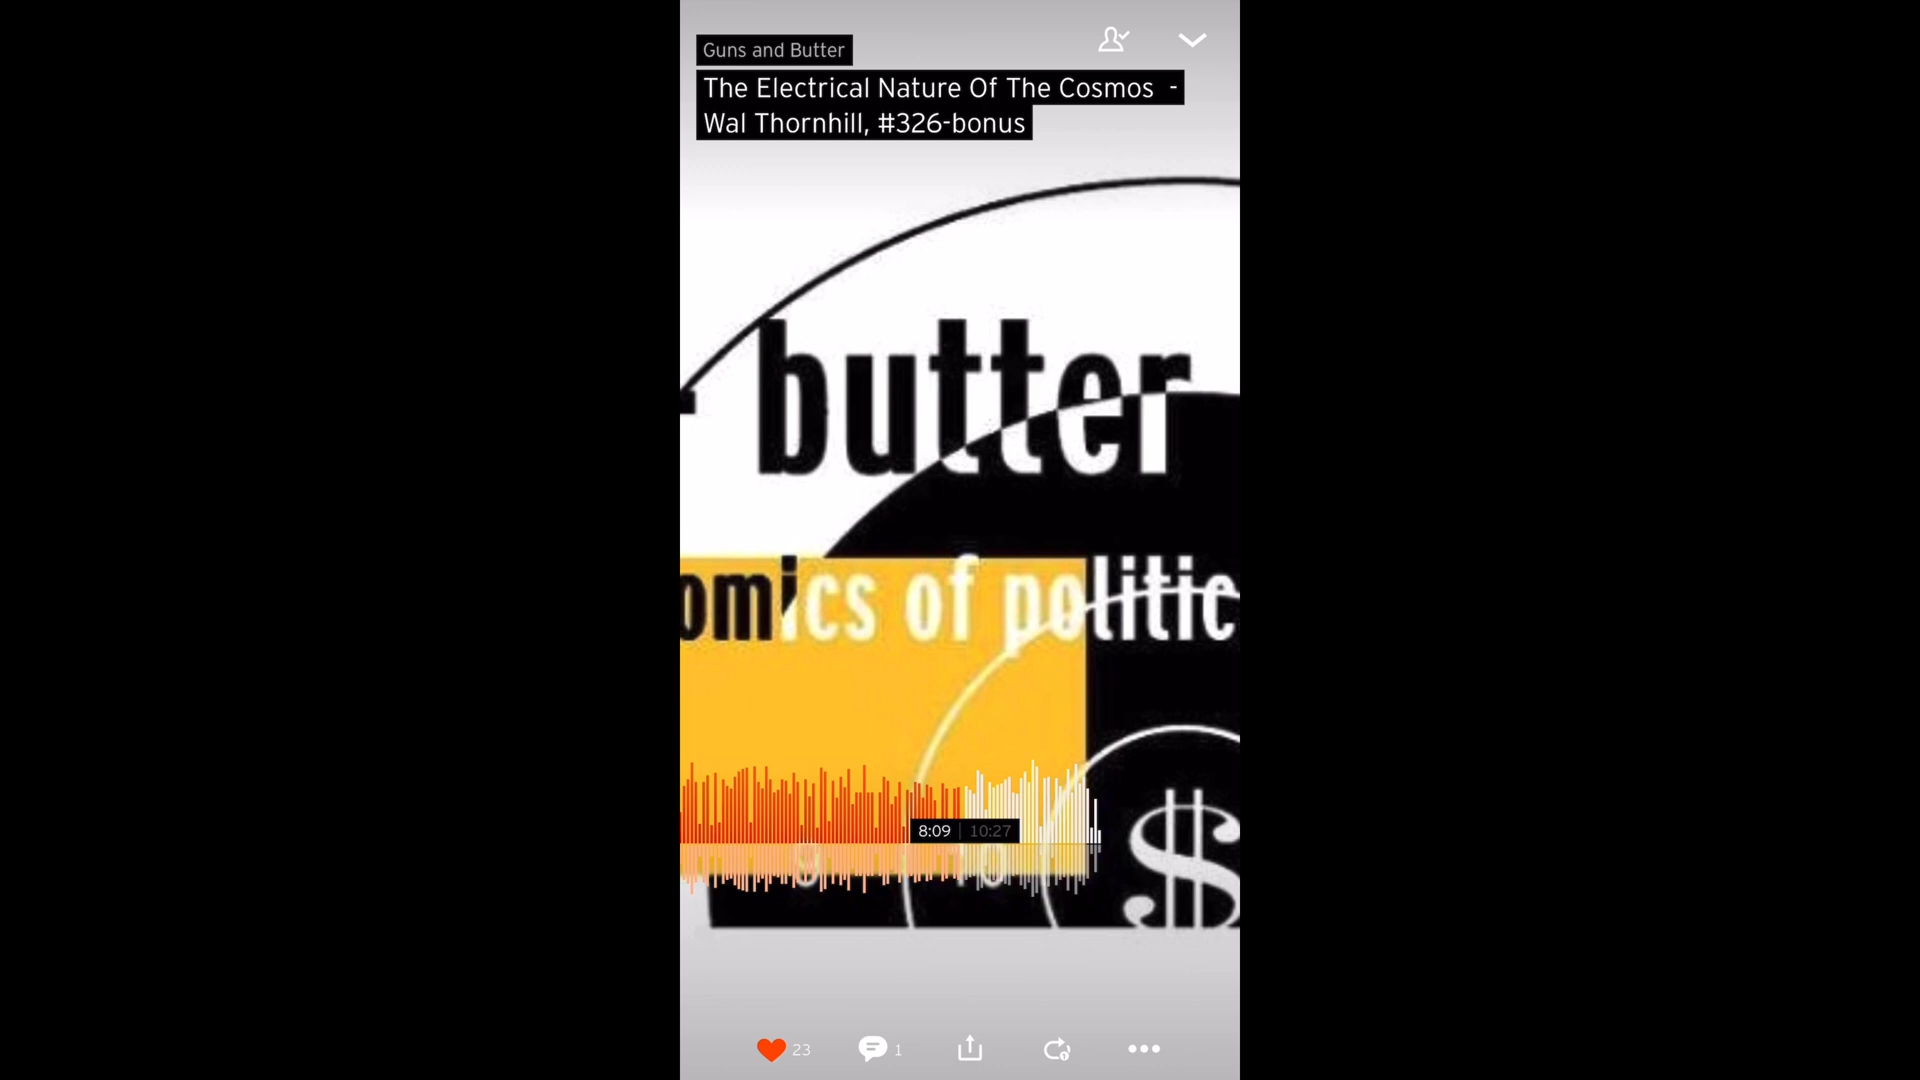 Guns and Butter
The Electrical Nature Of The Cosmos -
Wal Thornhill, #326-bonus
butter
omics of politic
8:09 | 10:27
$
23
1